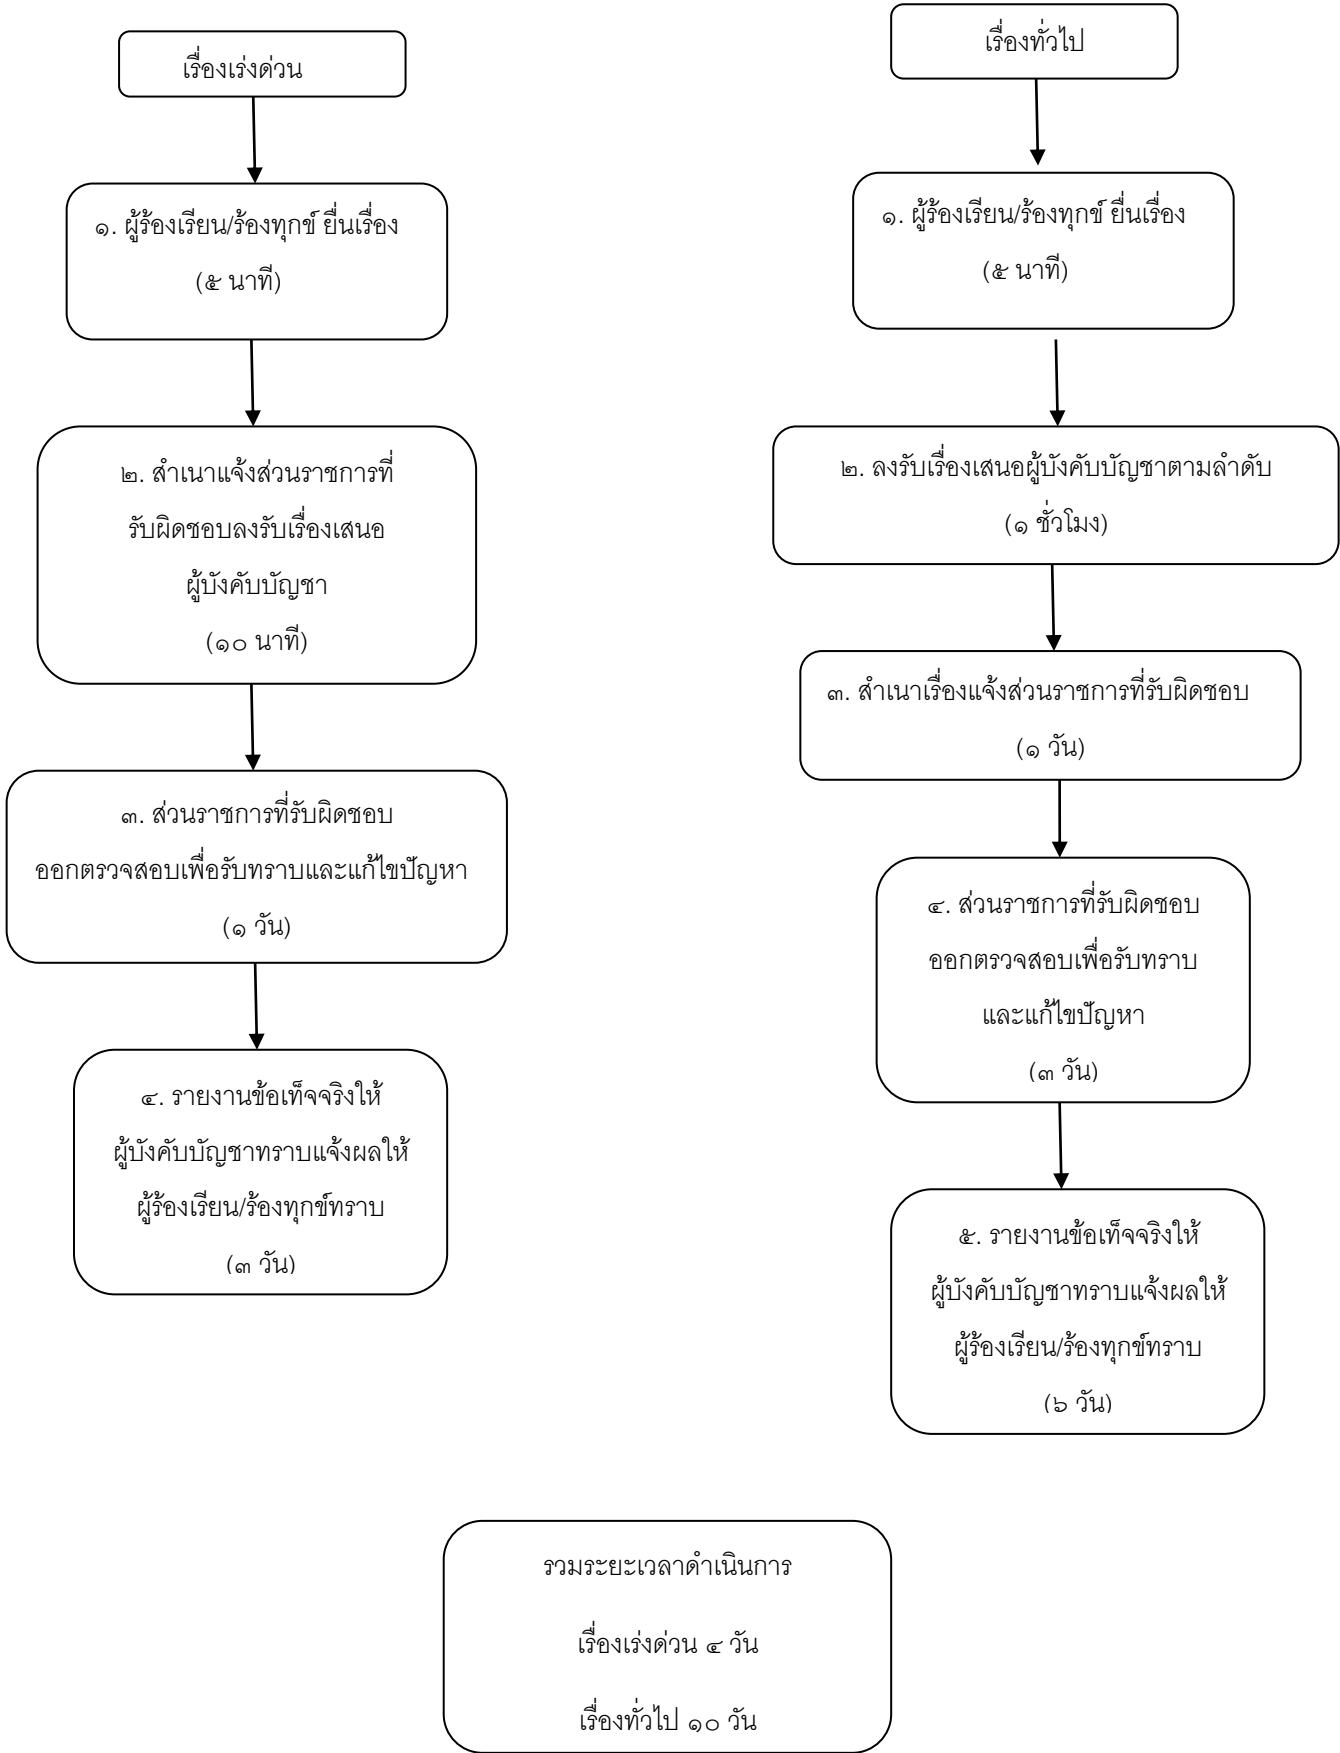 เรื่องเร่งด่วน
๑. ผู้ร้องเรียน/ร้องทุกข์ ยื่นเรื่อง
(๕ นาที)
๒. สำเนาแจ้งส่วนราชการที่
รับผิดชอบลงรับเรื่องเสนอ
ผู้บังคับบัญชา
(๑๐ นาที)
๓. ส่วนราชการที่รับผิดชอบ
ออกตรวจสอบเพื่อรับทราบและแก้ไขปัญหา
(๑ วัน)
๔. รายงานข้อเท็จจริงให้
ผู้บังคับบัญชาทราบแจ้งผลให้
ผู้ร้องเรียน/ร้องทุกข์ทราบ
(๓ วัน)
เรื่องทั่วไป
๑. ผู้ร้องเรียน/ร้องทุกข์ ยื่นเรื่อง
(๕ นาที)
๒. ลงรับเรื่องเสนอผู้บังคับบัญชาตามลำดับ
(๑ ชั่วโมง)
๓. สำเนาเรื่องแจ้งส่วนราชการที่รับผิดชอบ
(๑ วัน)
๔. ส่วนราชการที่รับผิดชอบ
ออกตรวจสอบเพื่อรับทราบ
และแก้ไขปัญหา
(๓ วัน)
๕. รายงานข้อเท็จจริงให้
ผู้บังคับบัญชาทราบแจ้งผลให้
ผู้ร้องเรียน/ร้องทุกข์ทราบ
(๖ วัน)
รวมระยะเวลาดำเนินการ
เรื่องเร่งด่วน ๔ วัน
เรื่องทั่วไป ๑๐ วัน